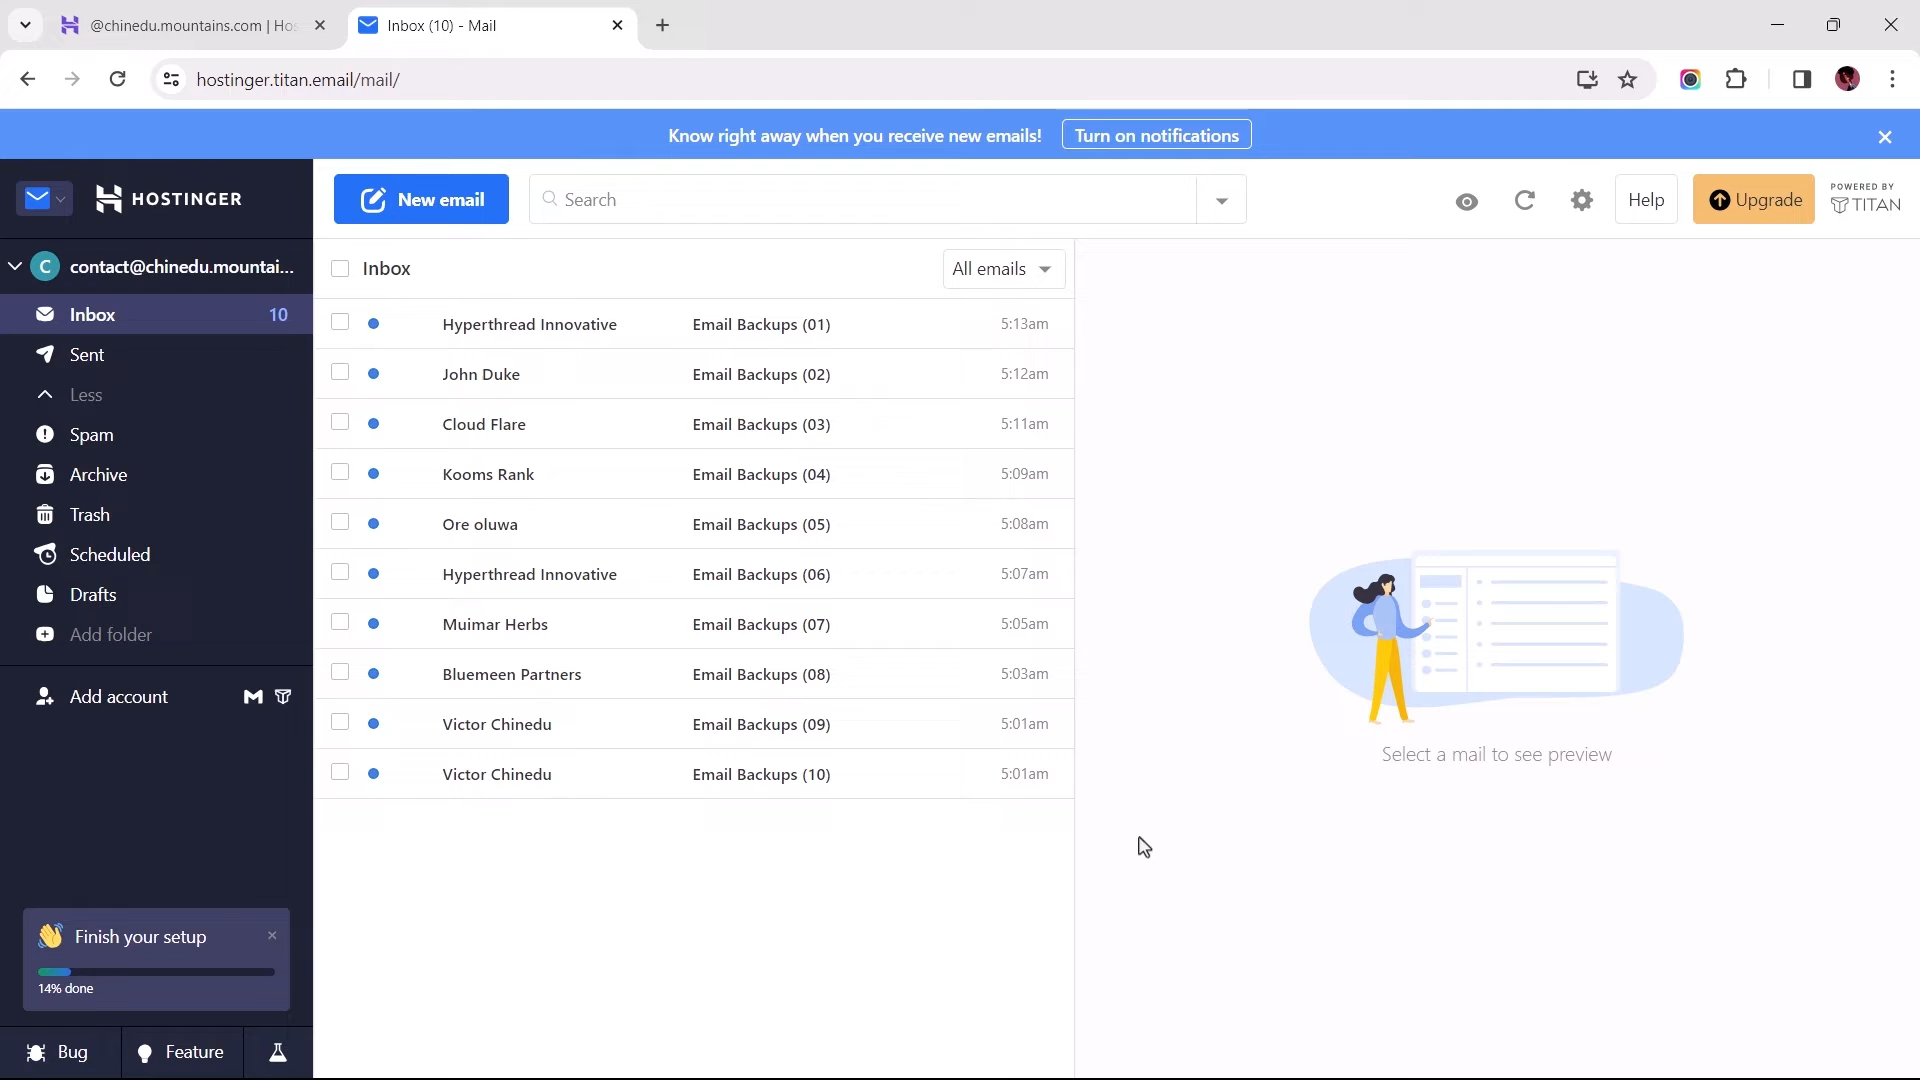 @chinedu.mountains.com | Hos
Inbox (10) - Mail
hostinger.titan.email/mail/
Know right away when you receive new emails! Turn on notifications
HOSTINGER
New email
Search
Help
Upgrade
POWERED BY
TITAN
C contact@chinedu.mountai...
Inbox 10
Sent
Less
Spam
Archive
Trash
Scheduled
Drafts
Add folder
Add account
Finish your setup
14% done
Bug Feature
Inbox All emails
Hyperthread Innovative Email Backups (01) 5:13am
John Duke Email Backups (02) 5:12am
Cloud Flare Email Backups (03) 5:11am
Kooms Rank Email Backups (04) 5:09am
Ore oluwa Email Backups (05) 5:08am
Hyperthread Innovative Email Backups (06) 5:07am
Muimar Herbs Email Backups (07) 5:05am
Bluemeen Partners Email Backups (08) 5:03am
Victor Chinedu Email Backups (09) 5:01am
Victor Chinedu Email Backups (10) 5:01am
Select a mail to see preview